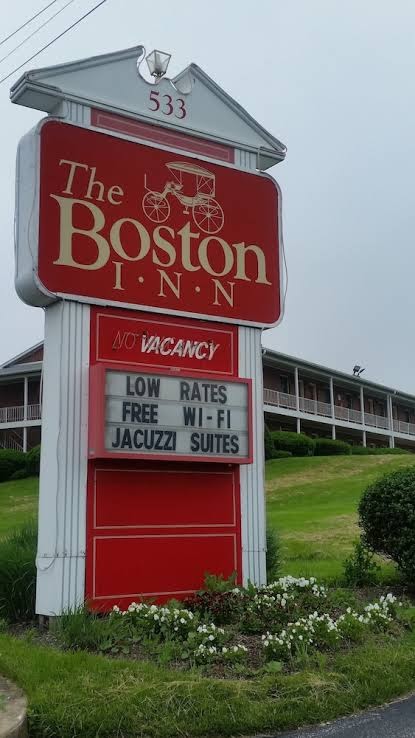 533
The
Boston
I·N·N
NO VACANCY
LOW RATES
FREE WI-FI
JACUZZI SUITES